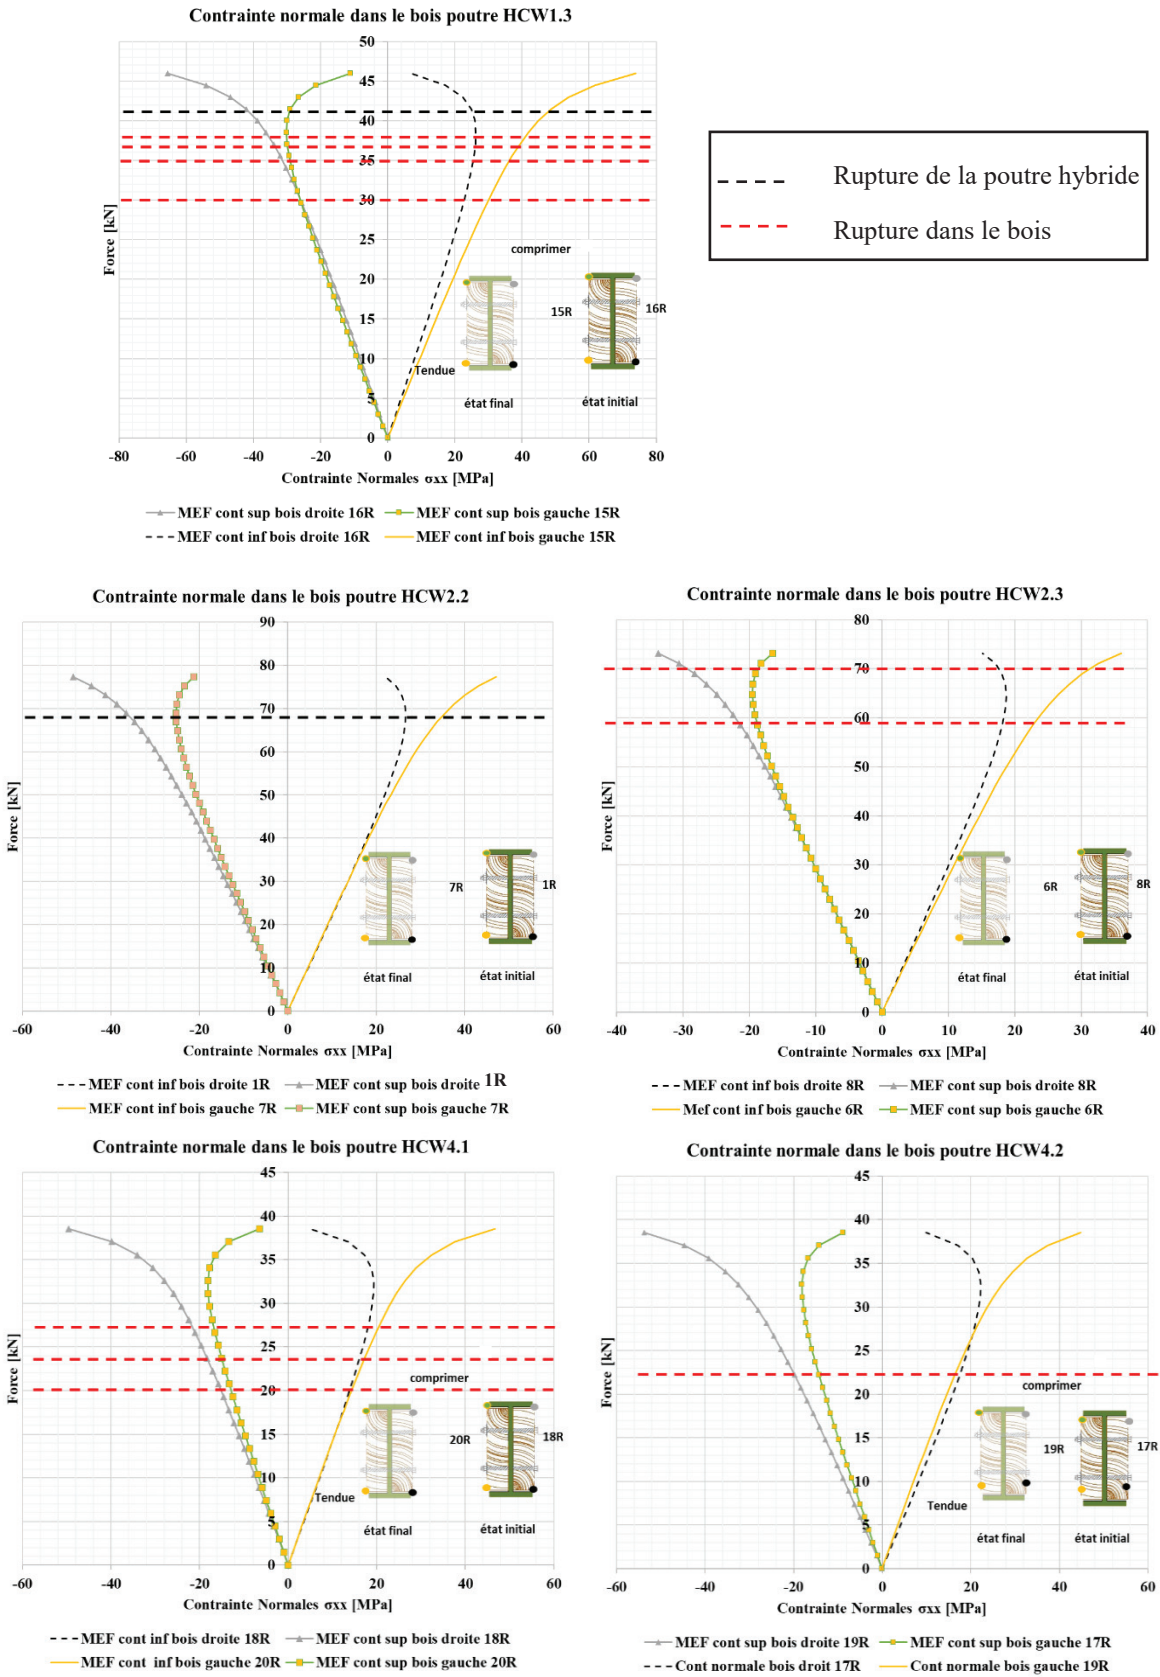 Contrainte normale dans le bois poutre HCW1.3
50
45
40
35
30
25
20
15
10
5
0
Force [kN]
-80 -60 -40 -20 0 20 40 60 80
Contrainte Normales σxx [MPa]
comprimer
15R
16R
Tendue
état final
état initial
MEF cont sup bois droite 16R
MEF cont sup bois gauche 15R
MEF cont inf bois droite 16R
MEF cont inf bois gauche 15R
Rupture de la poutre hybride
Rupture dans le bois
Contrainte normale dans le bois poutre HCW2.2
90
80
70
60
50
40
30
20
10
0
Force [kN]
-60 -40 -20 0 20 40 60
Contrainte Normales σxx [MPa]
7R
1R
état final
état initial
MEF cont inf bois droite 1R
MEF cont sup bois droite 1R
MEF cont inf bois gauche 7R
MEF cont sup bois gauche 7R
Contrainte normale dans le bois poutre HCW2.3
80
70
60
50
40
30
20
10
0
Force [kN]
-40 -30 -20 -10 0 10 20 30 40
Contrainte Normales σxx [MPa]
6R
8R
état final
état initial
MEF cont inf bois droite 8R
MEF cont sup bois droite 8R
Mef cont inf bois gauche 6R
MEF cont sup bois gauche 6R
Contrainte normale dans le bois poutre HCW4.1
45
40
35
30
25
20
15
10
5
0
Force [kN]
-60 -40 -20 0 20 40 60
Contrainte Normales σxx [MPa]
comprimer
20R
18R
Tendue
état final
état initial
MEF cont inf bois droite 18R
MEF cont sup bois droite 18R
MEF cont inf bois gauche 20R
MEF cont sup bois gauche 20R
Contrainte normale dans le bois poutre HCW4.2
45
40
35
30
25
20
15
10
5
0
Force [kN]
-60 -40 -20 0 20 40 60
Contrainte Normales σxx [MPa]
comprimer
19R
17R
Tendue
état final
état initial
MEF cont sup bois droite 19R
MEF cont sup bois gauche 17R
Cont normale bois droit 17R
Cont normale bois gauche 19R